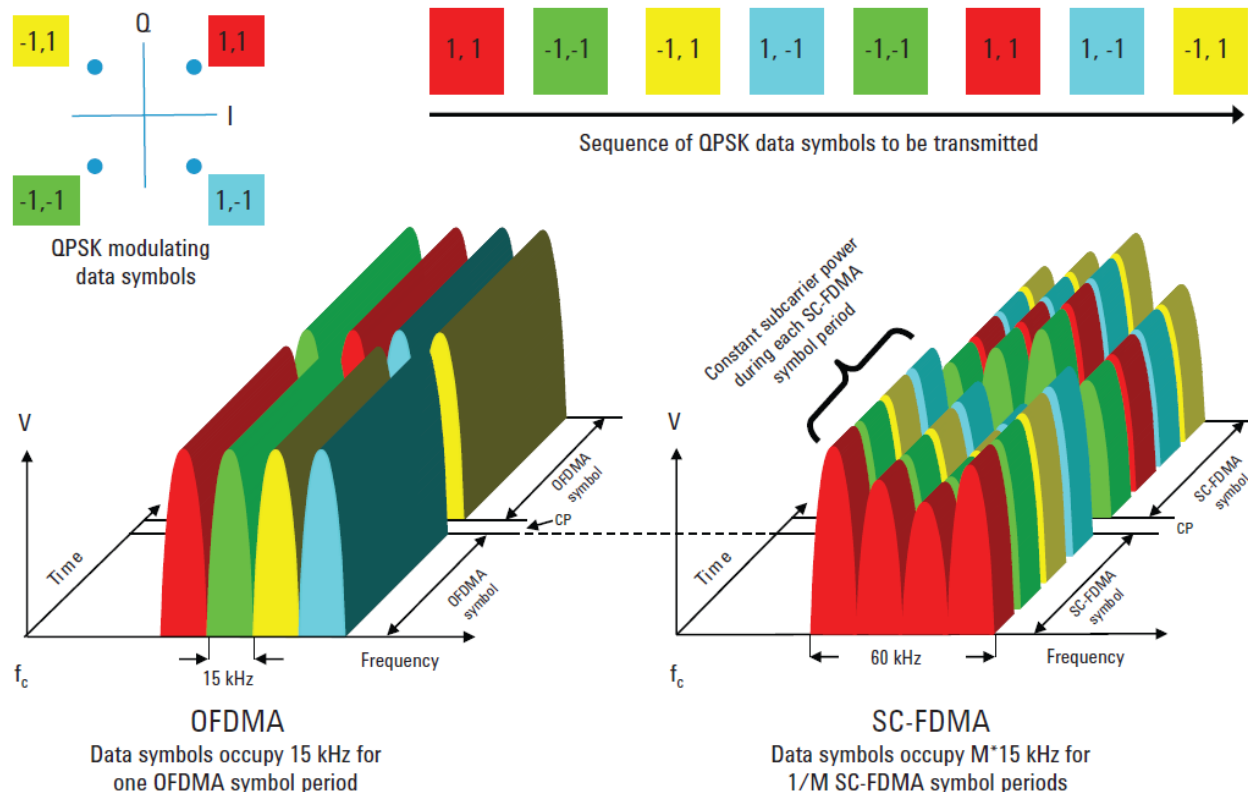 Q
-1,1
1,1
I
-1,-1
1,-1
QPSK modulating
data symbols
1, 1
-1,-1
-1, 1
1, -1
-1,-1
1, 1
1, -1
-1, 1
Sequence of QPSK data symbols to be transmitted
V
Time
OFDMA
symbol
CP
OFDMA
symbol
15 kHz
Frequency
fc
OFDMA
Data symbols occupy 15 kHz for
one OFDMA symbol period
Constant subcarrier power
during each SC-FDMA
symbol period
V
Time
SC-FDMA
symbol
CP
SC-FDMA
symbol
60 kHz
Frequency
fc
SC-FDMA
Data symbols occupy M*15 kHz for
1/M SC-FDMA symbol periods